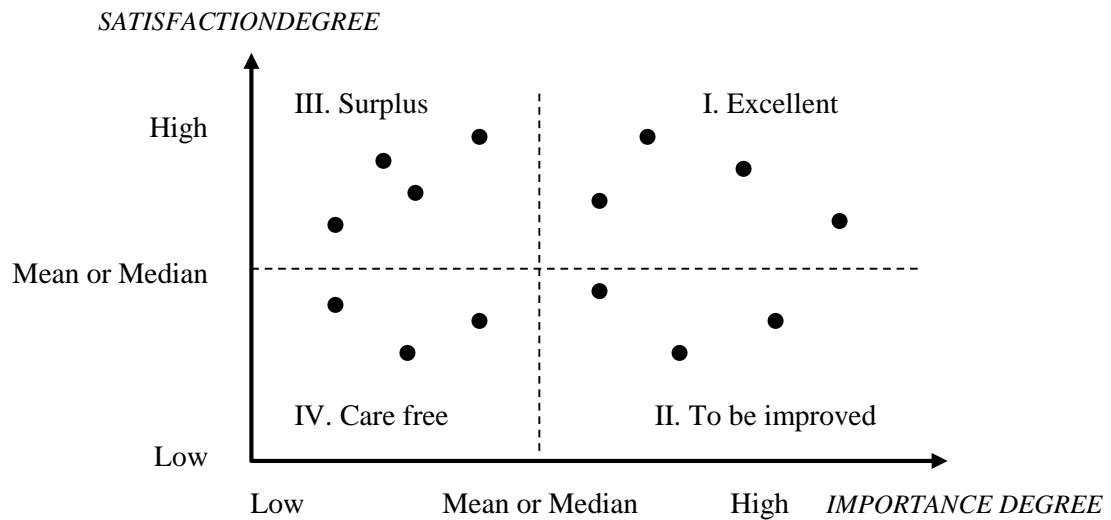 SATISFACTIONDEGREE
III. Surplus
I. Excellent
High
Mean or Median
IV. Care free
II. To be improved
Low
Low
Mean or Median
High
IMPORTANCE DEGREE